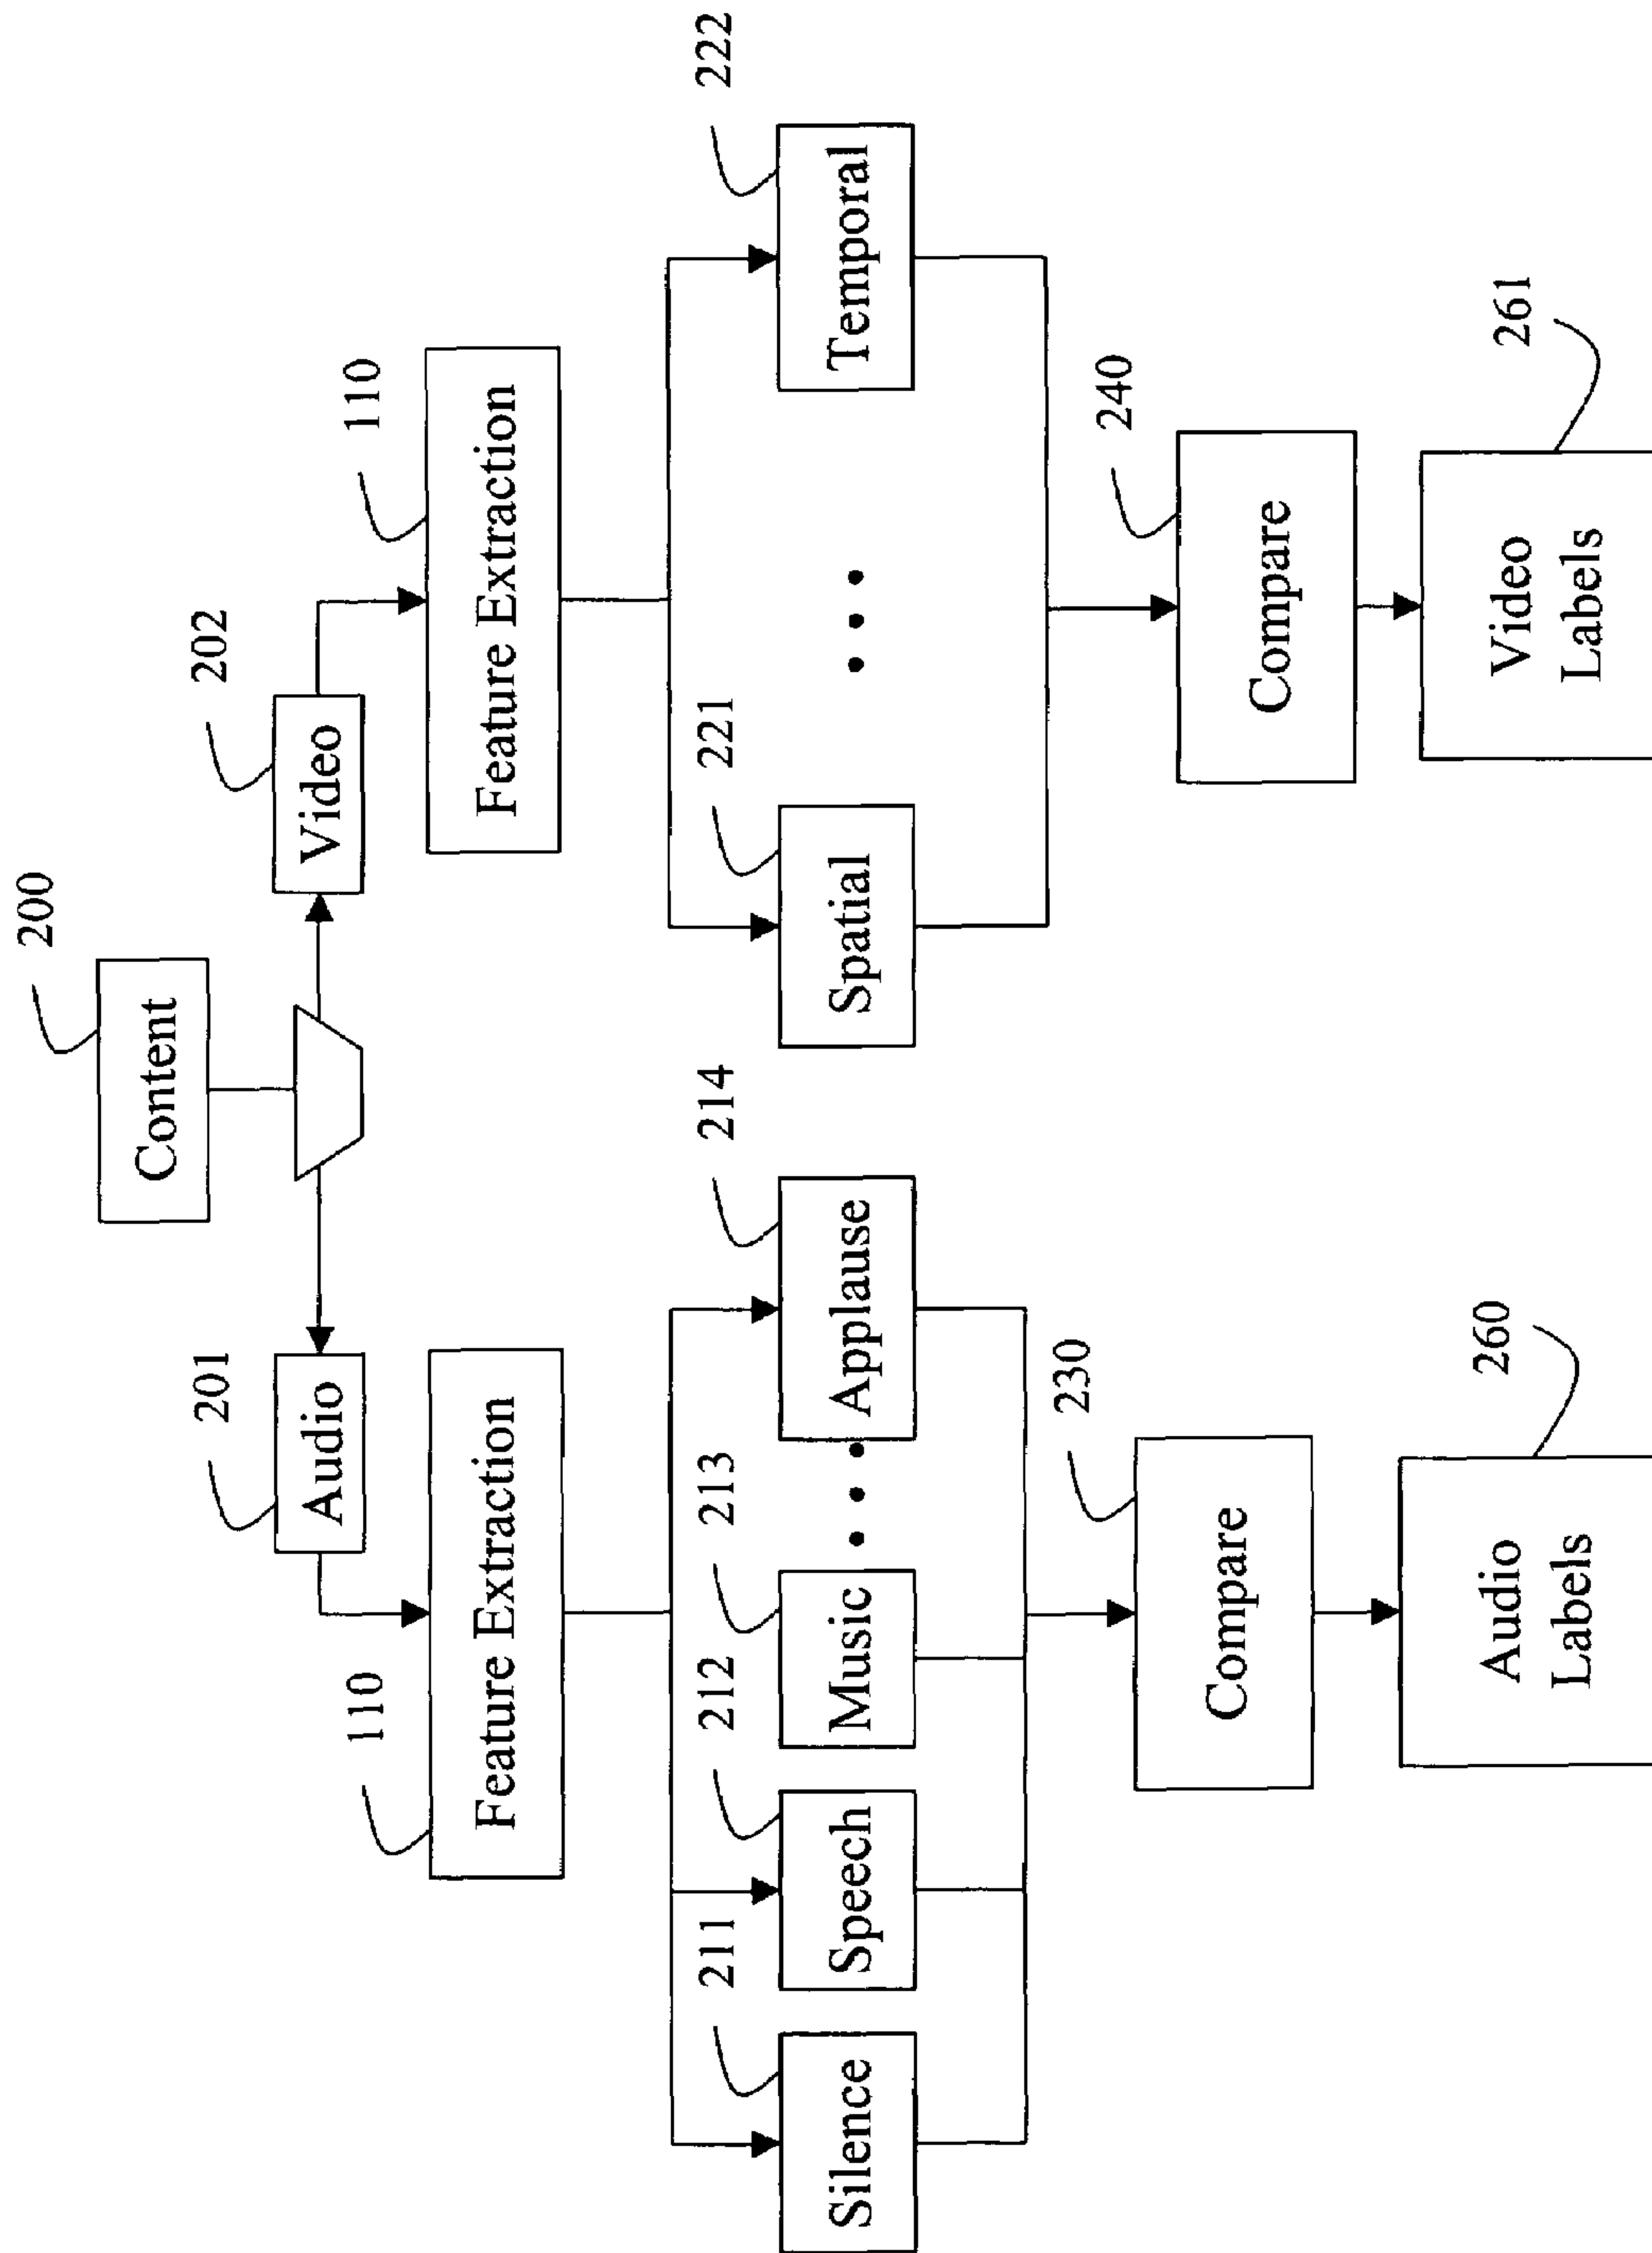 200
Content
201
202
Audio
Video
110
110
Feature Extraction
Feature Extraction
211
212
213
214
221
222
Silence
Speech
Music
• • •
Applause
Spatial
• • •
Temporal
230
240
Compare
Compare
260
261
Audio
Labels
Video
Labels